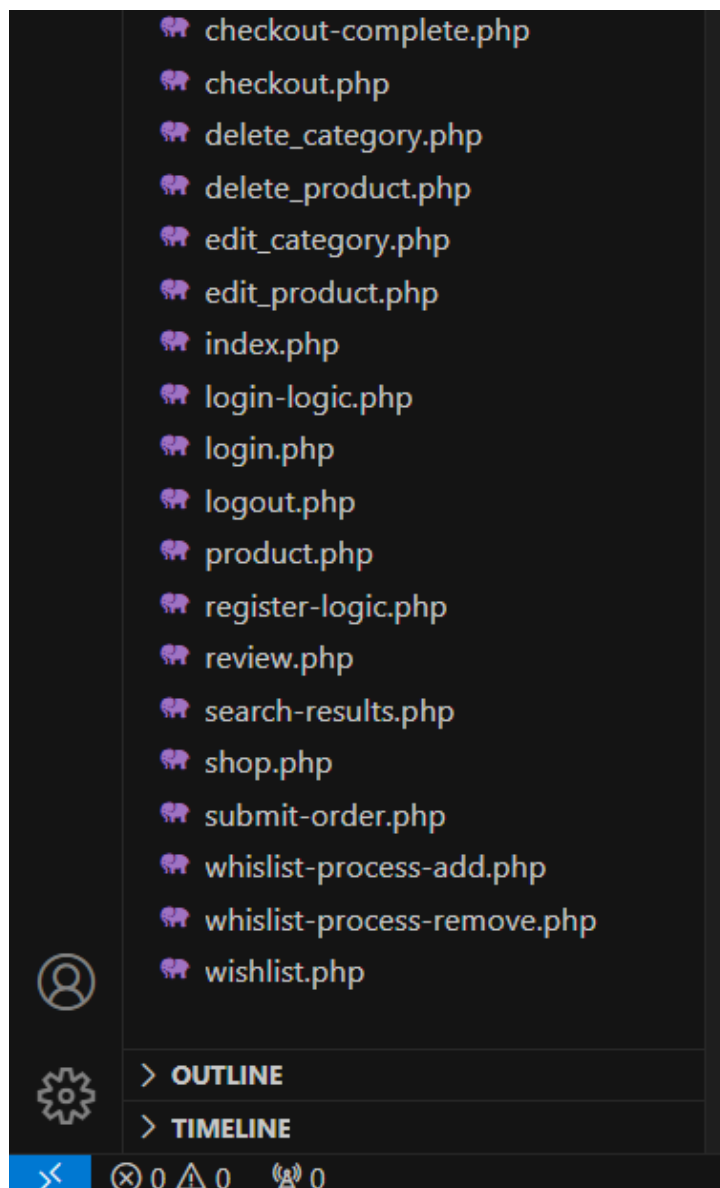 checkout-complete.php
checkout.php
delete_category.php
delete_product.php
edit_category.php
edit_product.php
index.php
login-logic.php
login.php
logout.php
product.php
register-logic.php
review.php
search-results.php
shop.php
submit-order.php
whislist-process-add.php
whislist-process-remove.php
wishlist.php
OUTLINE
TIMELINE
0 0 0